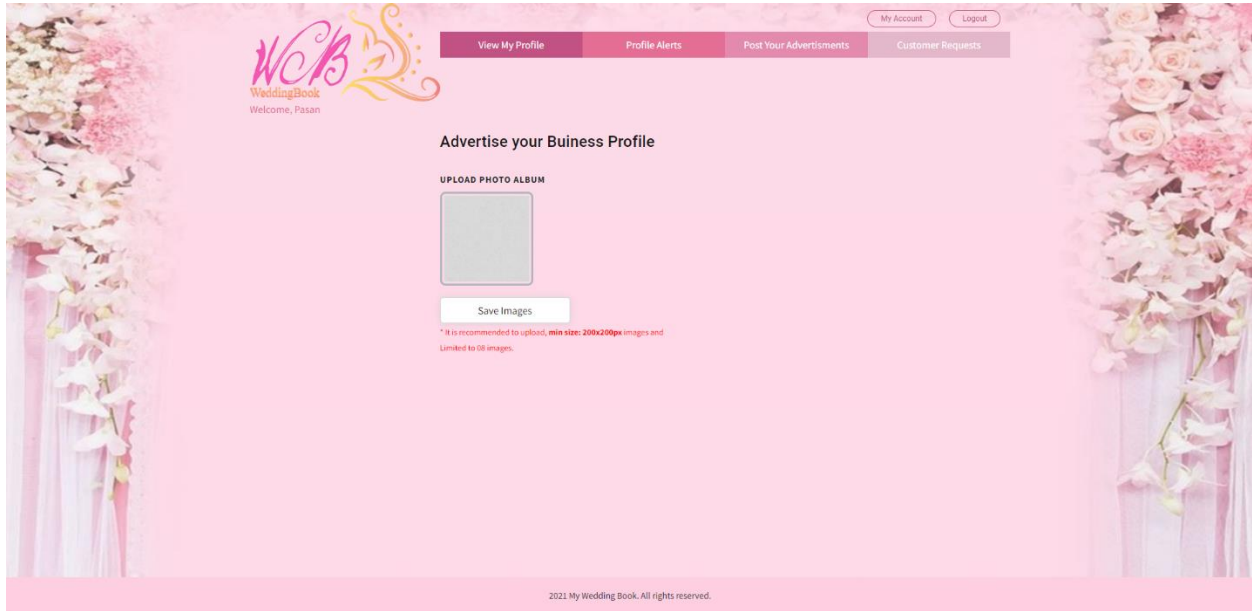 My Account
Logout
WCB
WeddingBook
Welcome, Pasan
View My Profile
Profile Alerts
Post Your Advertisments
Customer Requests
Advertise your Buiness Profile
UPLOAD PHOTO ALBUM
Save Images
* It is recommended to upload, min size: 200x200px images and
Limited to 08 images.
2021 My Wedding Book. All rights reserved.